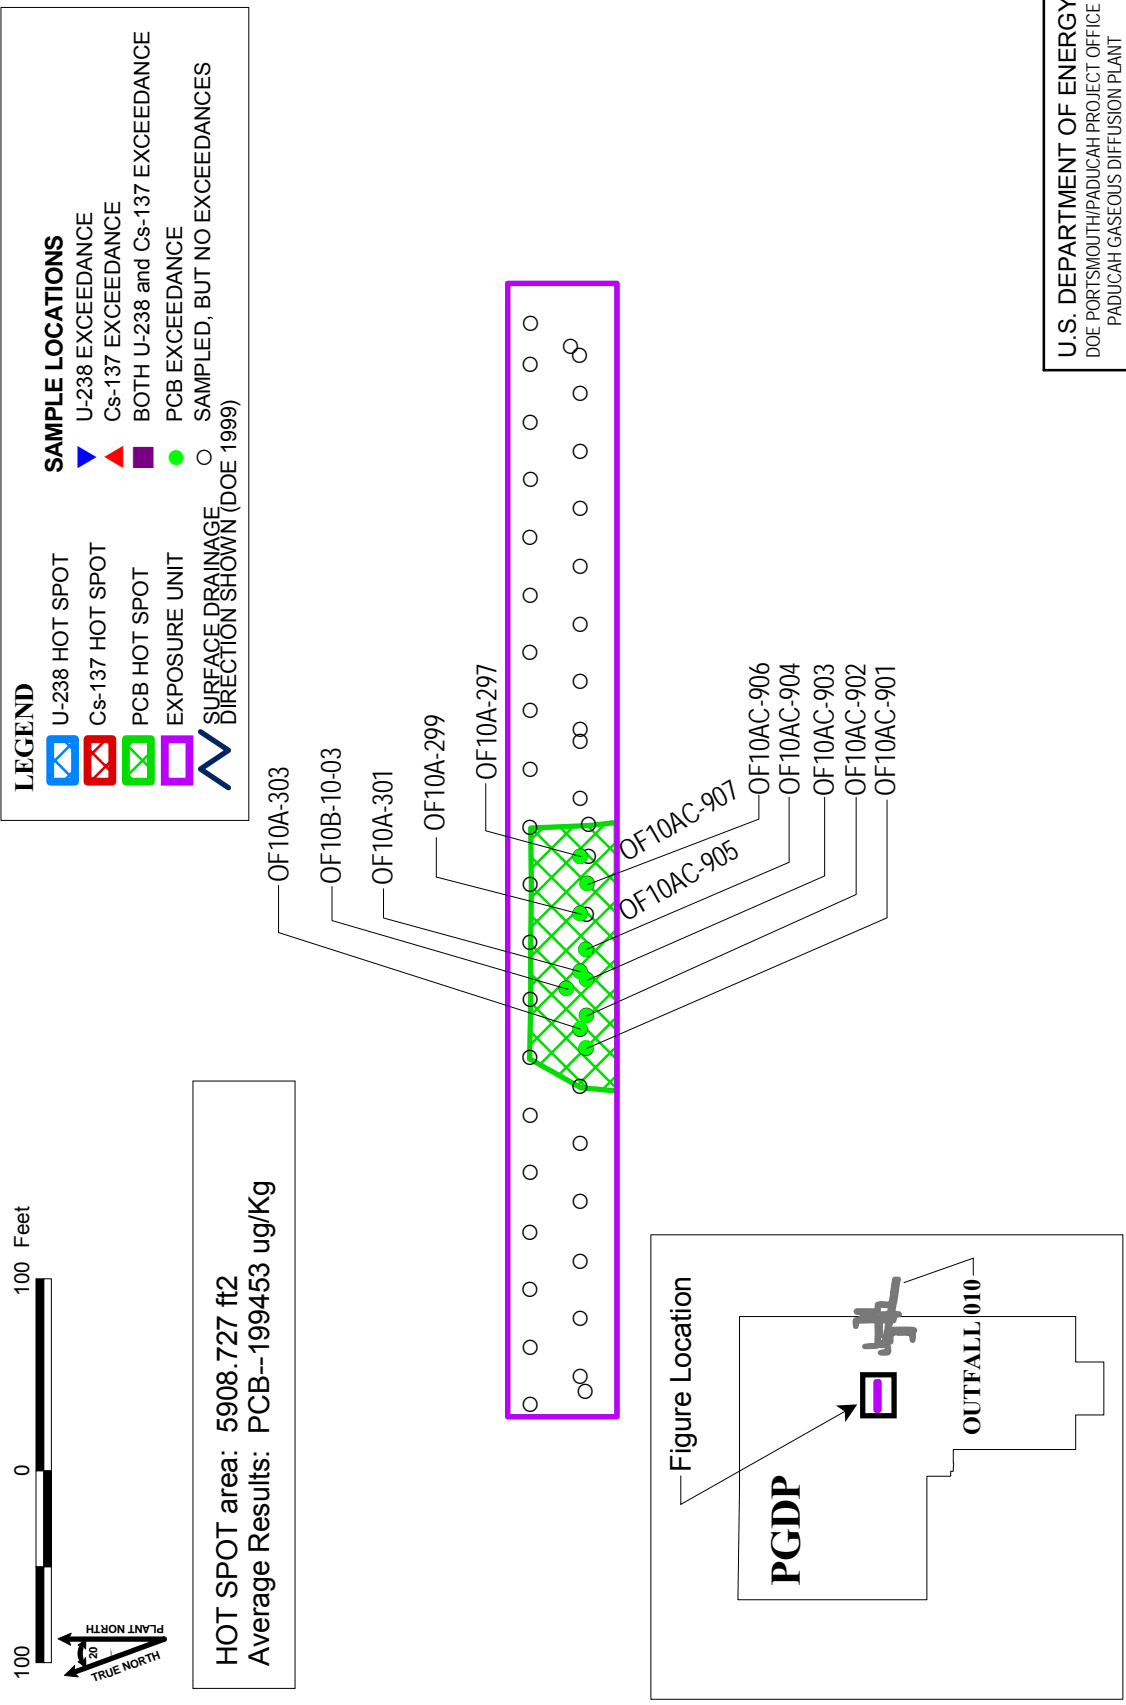 LEGEND
U-238 HOT SPOT
Cs-137 HOT SPOT
PCB HOT SPOT
EXPOSURE UNIT
SURFACE DRAINAGE
DIRECTION SHOWN (DOE 1999)
SAMPLE LOCATIONS
U-238 EXCEEDANCE
Cs-137 EXCEEDANCE
BOTH U-238 and Cs-137 EXCEEDANCE
PCB EXCEEDANCE
SAMPLED, BUT NO EXCEEDANCES
100 0 100 Feet
PLANT NORTH
20
TRUE NORTH
HOT SPOT area: 5908.727 ft2
Average Results: PCB--199453 ug/Kg
OF10A-303
OF10B-10-03
OF10A-301
OF10A-299
OF10A-297
OF10AC-907
OF10AC-905
OF10AC-906
OF10AC-904
OF10AC-903
OF10AC-902
OF10AC-901
Figure Location
PGDP
OUTFALL 010
U.S. DEPARTMENT OF ENERGY
DOE PORTSMOUTH/PADUCAH PROJECT OFFICE
PADUCAH GASEOUS DIFFUSION PLANT